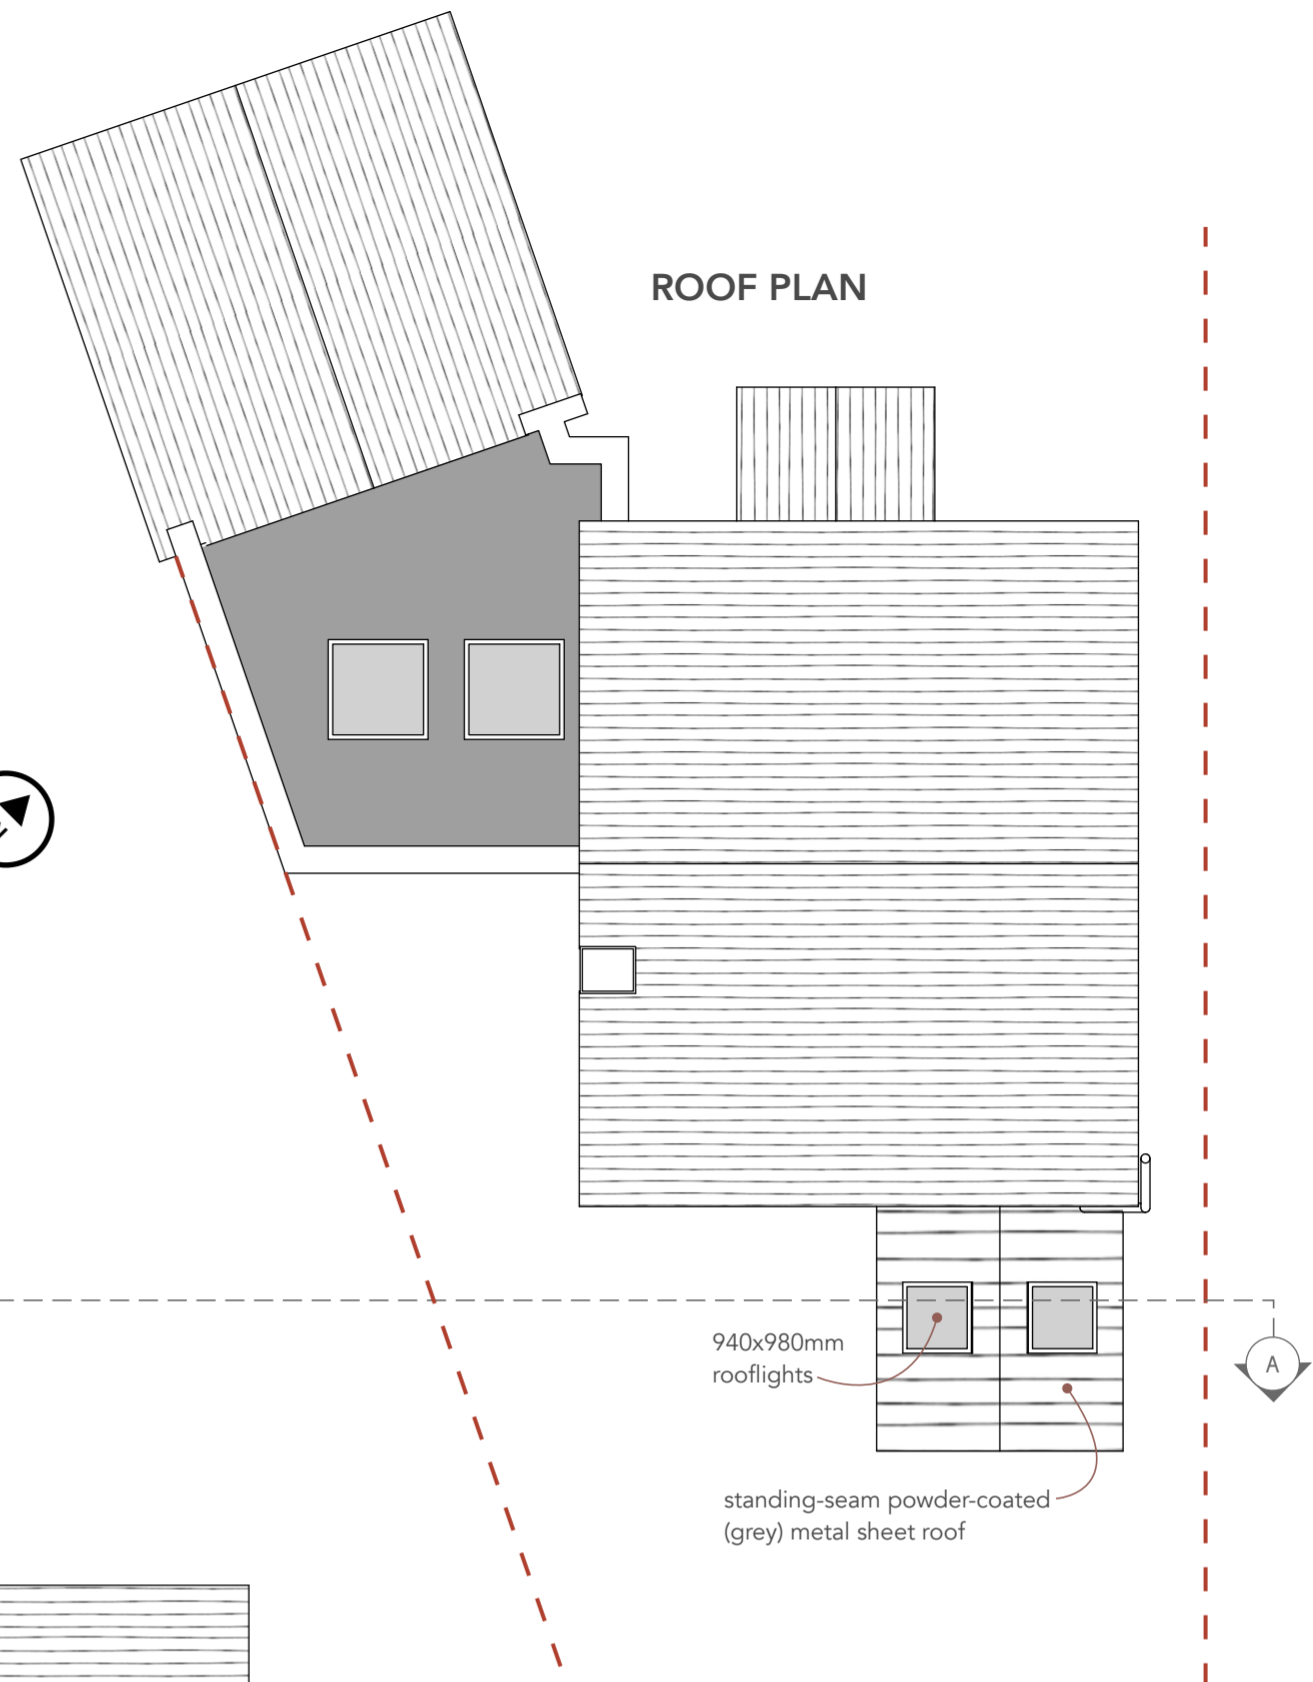 ROOF PLAN
940x980mm
rooflights
A
standing-seam powder-coated
(grey) metal sheet roof